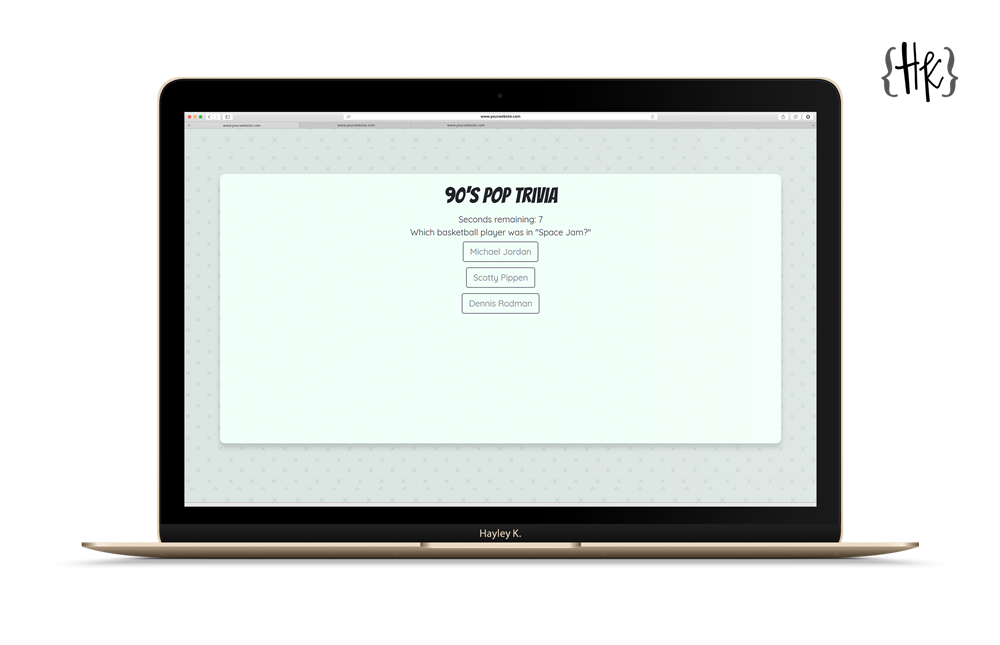 {HK}
www.yourwebsite.com
www.yourwebsite.com
www.yourwebsite.com
www.yourwebsite.com
90'S POP TRIVIA
Seconds remaining: 7
Which basketball player was in "Space Jam?"
Michael Jordan
Scotty Pippen
Dennis Rodman
Hayley K.